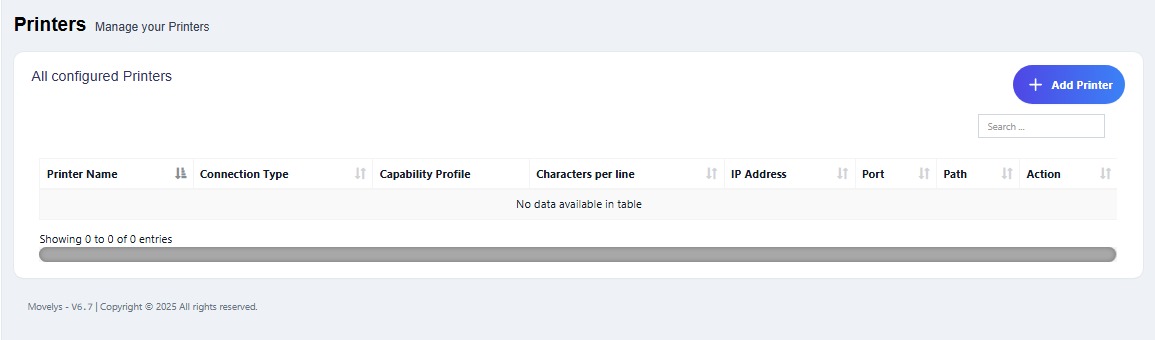 Printers Manage your Printers
All configured Printers
Add Printer
Search ...
Printer Name Connection Type Capability Profile Characters per line IP Address Port Path Action
No data available in table
Showing 0 to 0 of 0 entries
Movelys - V6.7 | Copyright © 2025 All rights reserved.